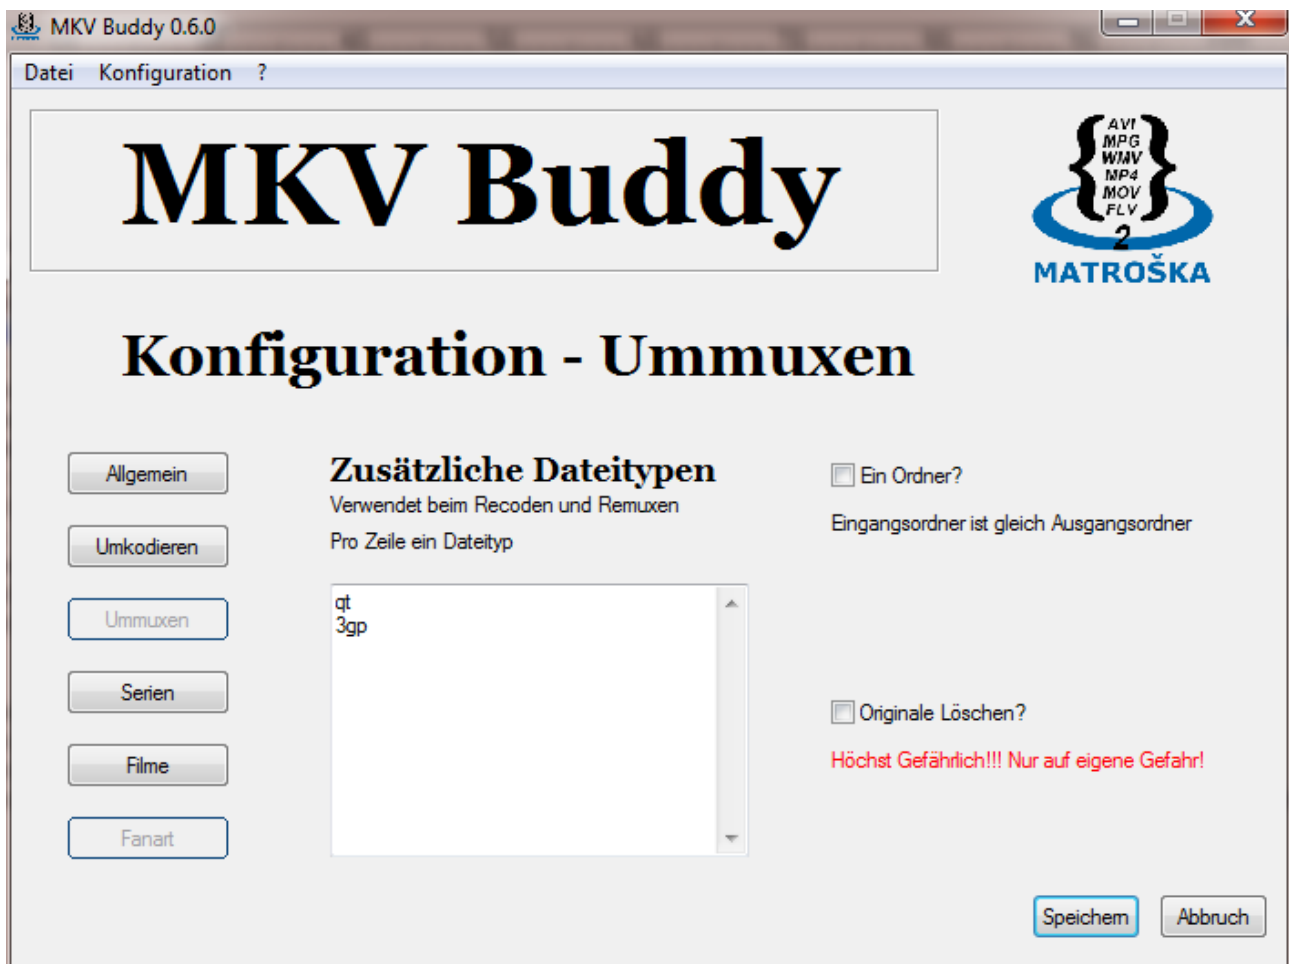 MKV Buddy 0.6.0
Datei Konfiguration ?
MKV Buddy
AVI
MPG
WMV
MP4
MOV
FLV
2
MATROŠKA
Konfiguration - Ummuxen
Allgemein
Umkodieren
Ummuxen
Serien
Filme
Fanart
Zusätzliche Dateitypen
Verwendet beim Recoden und Remuxen
Pro Zeile ein Dateityp
qt
3gp
Ein Ordner?
Eingangsordner ist gleich Ausgangsordner
Originale Löschen?
Höchst Gefährlich!!! Nur auf eigene Gefahr!
Speichern Abbruch